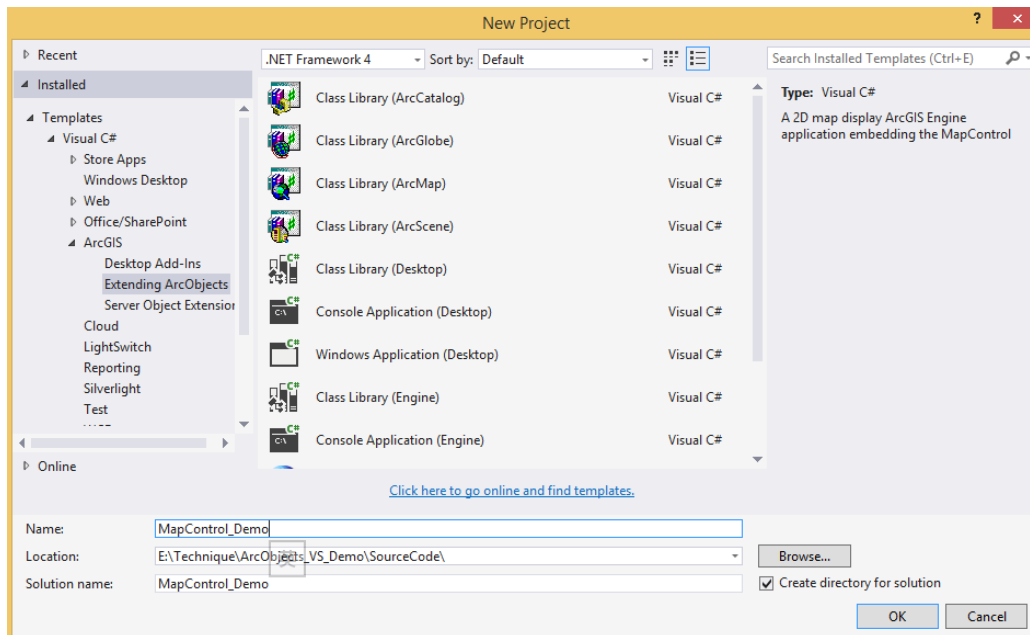 New Project
?
Recent
Installed
Templates
Visual C#
Store Apps
Windows Desktop
Web
Office/SharePoint
ArcGIS
Desktop Add-Ins
Extending ArcObjects
Server Object Extension
Cloud
LightSwitch
Reporting
Silverlight
Test
Online
.NET Framework 4
Sort by: Default
Class Library (ArcCatalog) Visual C#
Class Library (ArcGlobe) Visual C#
Class Library (ArcMap) Visual C#
Class Library (ArcScene) Visual C#
Class Library (Desktop) Visual C#
Console Application (Desktop) Visual C#
Windows Application (Desktop) Visual C#
Class Library (Engine) Visual C#
Console Application (Engine) Visual C#
Click here to go online and find templates.
Search Installed Templates (Ctrl+E)
Type: Visual C#
A 2D map display ArcGIS Engine
application embedding the MapControl
Name: MapControl_Demo
Location: E:\Technique\ArcObjects_VS_Demo\SourceCode\
英
Browse...
Solution name: MapControl_Demo
Create directory for solution
OK Cancel